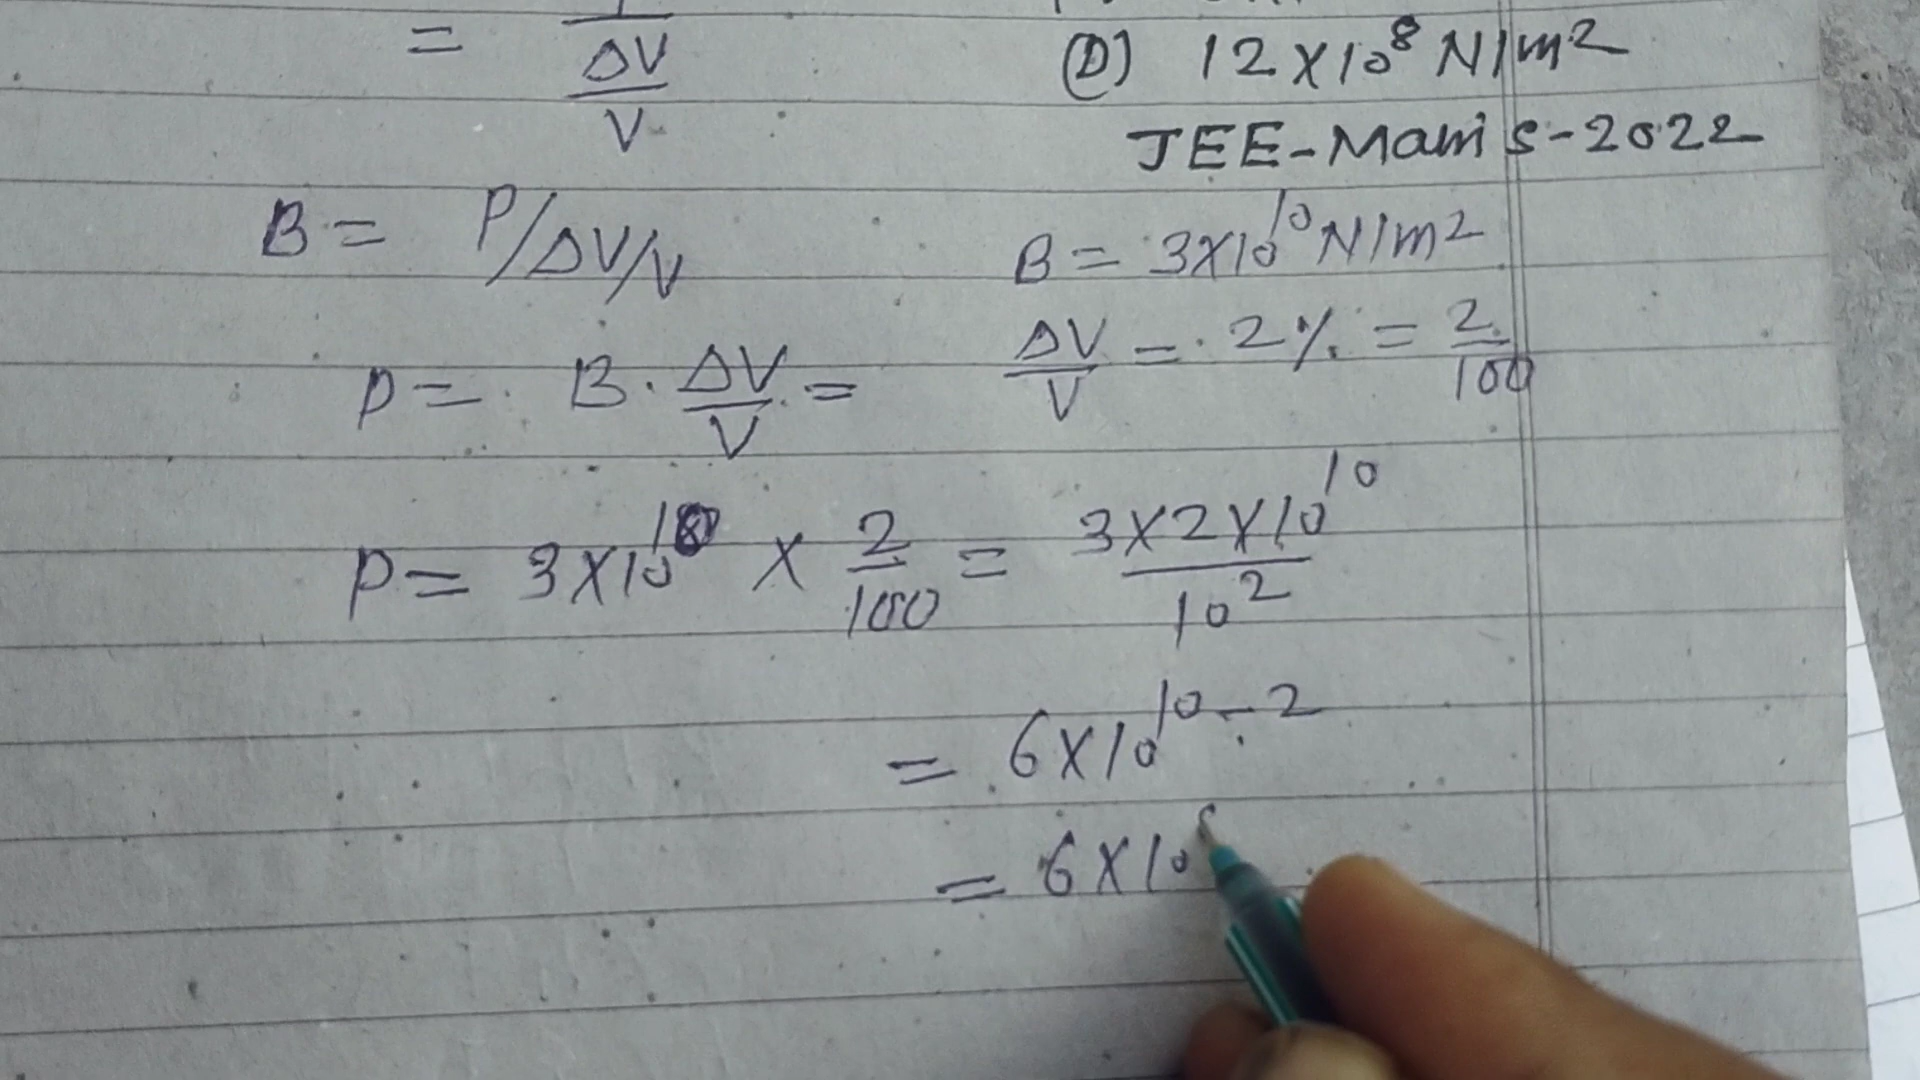 = ΔV/V
(D) 12×10⁸ N/m²
JEE-Mains-2022
B = P/ΔV/V
B = 3×10¹⁰ N/m²
ΔV/V = 2% = 2/100
P = B · ΔV/V =
P = 3×10¹⁰ × 2/100 = 3×2×10¹⁰/10²
= 6×10¹⁰⁻²
= 6×10